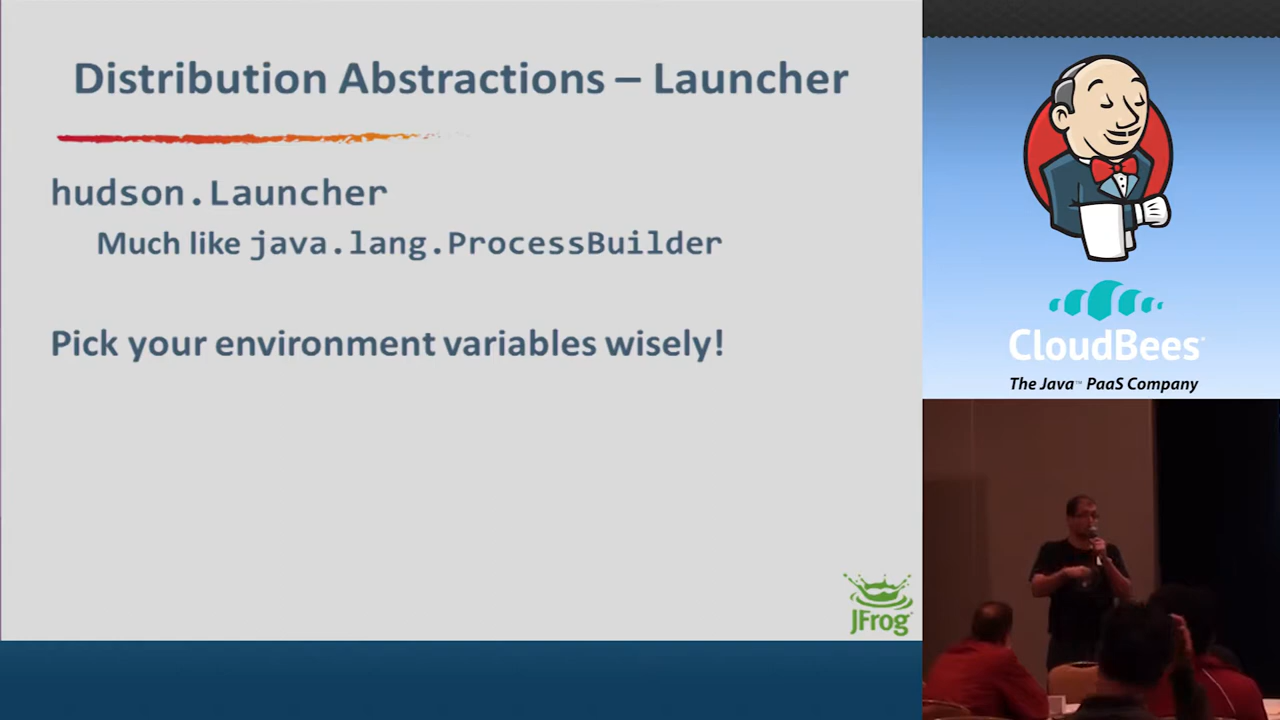 Distribution Abstractions – Launcher
hudson.Launcher
Much like java.lang.ProcessBuilder
Pick your environment variables wisely!
JFrog
CloudBees
The Java™ PaaS Company